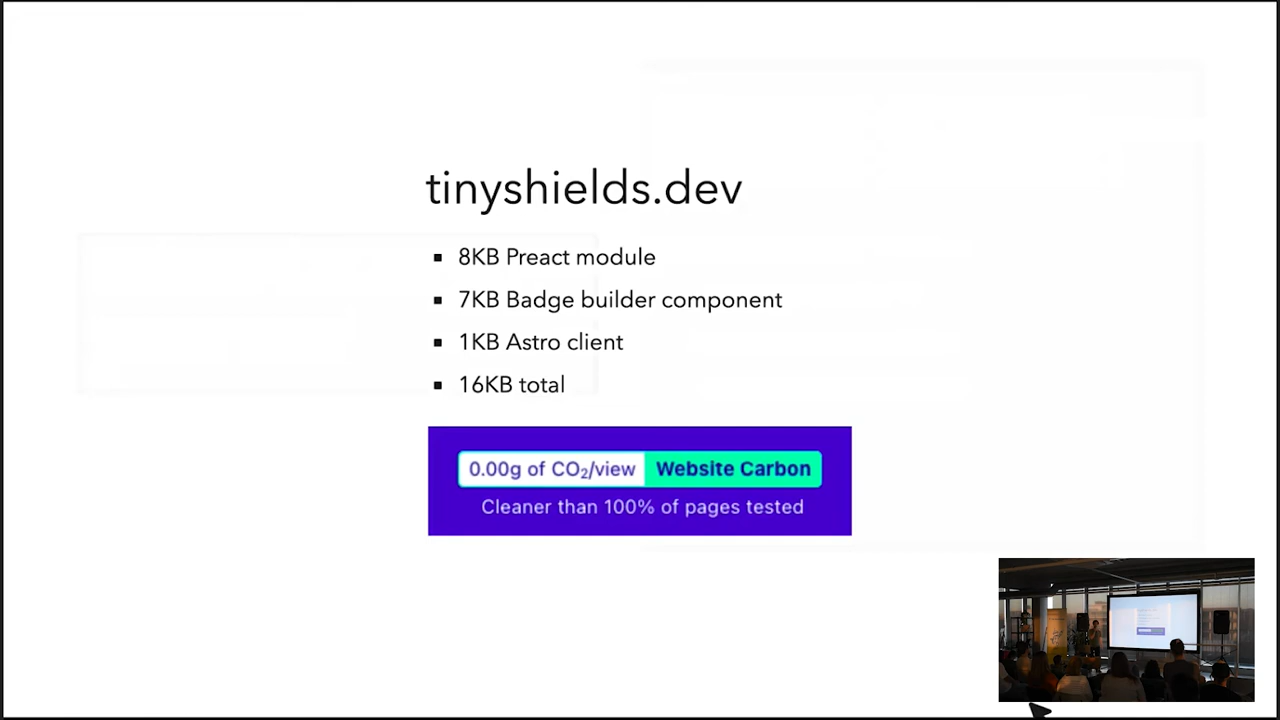 tinyshields.dev
8KB Preact module
7KB Badge builder component
1KB Astro client
16KB total
0.00g of CO₂/view Website Carbon
Cleaner than 100% of pages tested